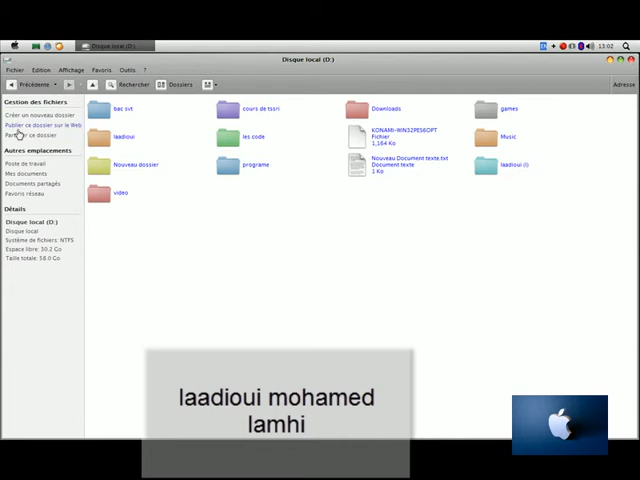 Disque local (D:)
EN
13:02
Disque local (D:)
Fichier Edition Affichage Favoris Outils ?
Précédente Rechercher Dossiers Adresse
Gestion des fichiers
Créer un nouveau dossier
Publier ce dossier sur le Web
ce dossier
Autres emplacements
Poste de travail
Mes documents
Documents partagés
Favoris réseau
Détails
Disque local (D:)
Disque local
Système de fichiers: NTFS
Espace libre: 30.2 Go
Taille totale: 58.0 Go
bac svt
cours de tssri
Downloads
games
laadioui
les code
KONAMI-WIN32PES6OPT
Fichier
1,164 Ko
Music
Nouveau dossier
programe
Nouveau Document texte.txt
Document texte
1 Ko
laadioui (l)
video
laadioui mohamed
lamhi